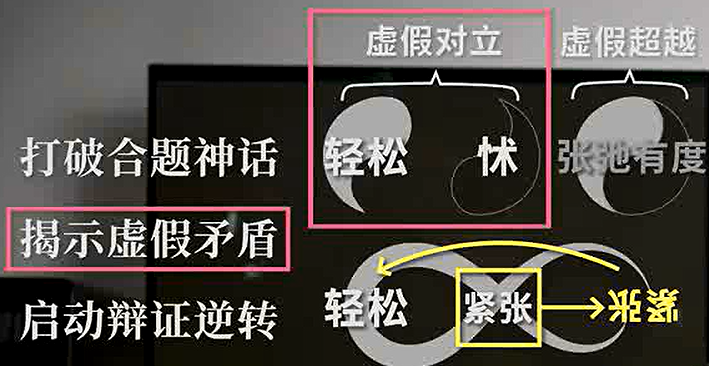 虚假对立 虚假超越
打破合题神话 轻松 怵 张弛有度
揭示虚假矛盾
启动辩证逆转 轻松 紧张 紧张